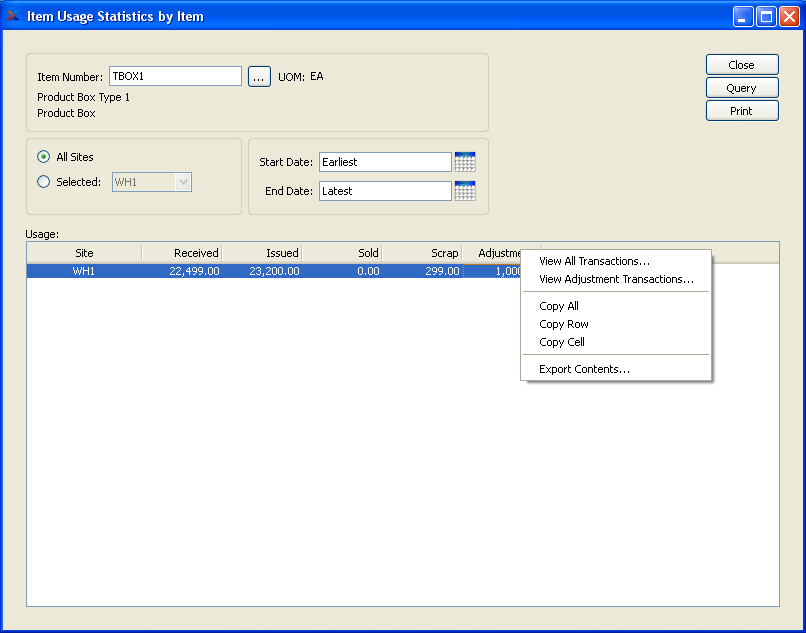 Item Usage Statistics by Item
Item Number: TBOX1 ... UOM: EA
Product Box Type 1
Product Box
Close
Query
Print
All Sites
Selected: WH1
Start Date: Earliest
End Date: Latest
Usage:
Site Received Issued Sold Scrap
WH1 22,499.00 23,200.00 0.00 299.00
View All Transactions...
View Adjustment Transactions...
Copy All
Copy Row
Copy Cell
Export Contents...